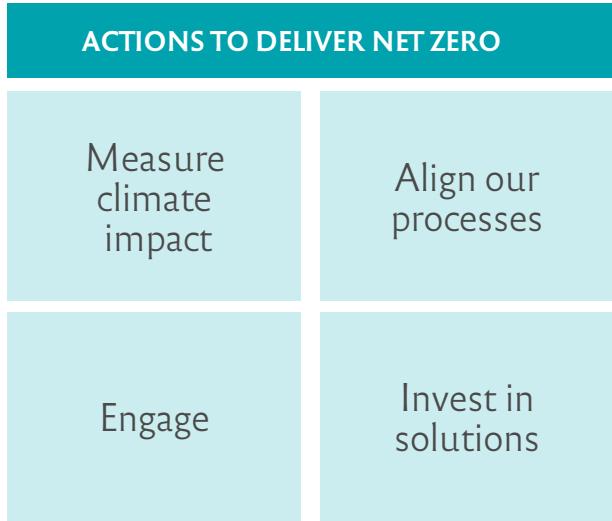 ACTIONS TO DELIVER NET ZERO
Measure
climate
impact
Align our
processes
Engage
Invest in
solutions